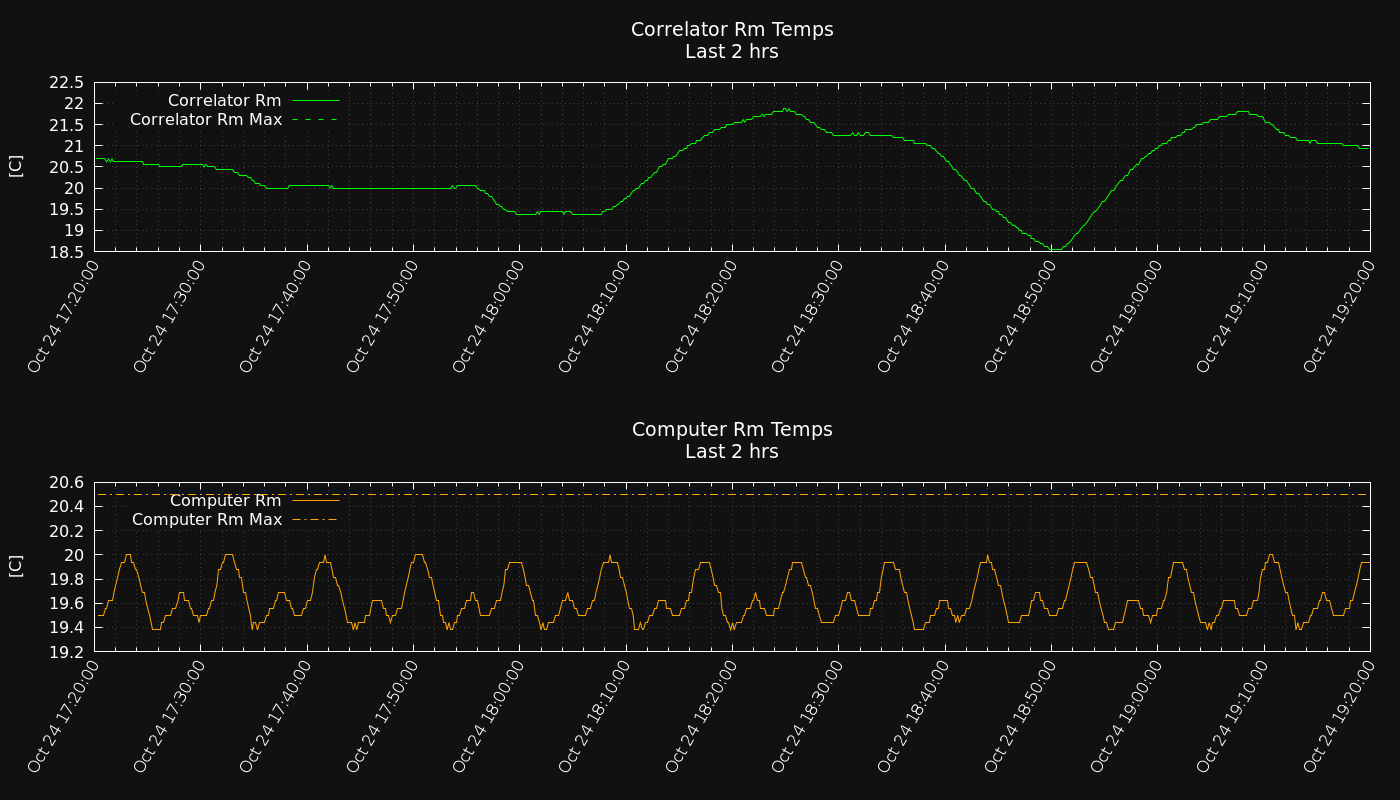 Correlator Rm Temps
Last 2 hrs
22.5
22
21.5
21
20.5
20
19.5
19
18.5
[C]
Correlator Rm
Correlator Rm Max
Oct 24 17:20:00
Oct 24 17:30:00
Oct 24 17:40:00
Oct 24 17:50:00
Oct 24 18:00:00
Oct 24 18:10:00
Oct 24 18:20:00
Oct 24 18:30:00
Oct 24 18:40:00
Oct 24 18:50:00
Oct 24 19:00:00
Oct 24 19:10:00
Oct 24 19:20:00
Computer Rm Temps
Last 2 hrs
20.6
20.4
20.2
20
19.8
19.6
19.4
19.2
[C]
Computer Rm
Computer Rm Max
Oct 24 17:20:00
Oct 24 17:30:00
Oct 24 17:40:00
Oct 24 17:50:00
Oct 24 18:00:00
Oct 24 18:10:00
Oct 24 18:20:00
Oct 24 18:30:00
Oct 24 18:40:00
Oct 24 18:50:00
Oct 24 19:00:00
Oct 24 19:10:00
Oct 24 19:20:00